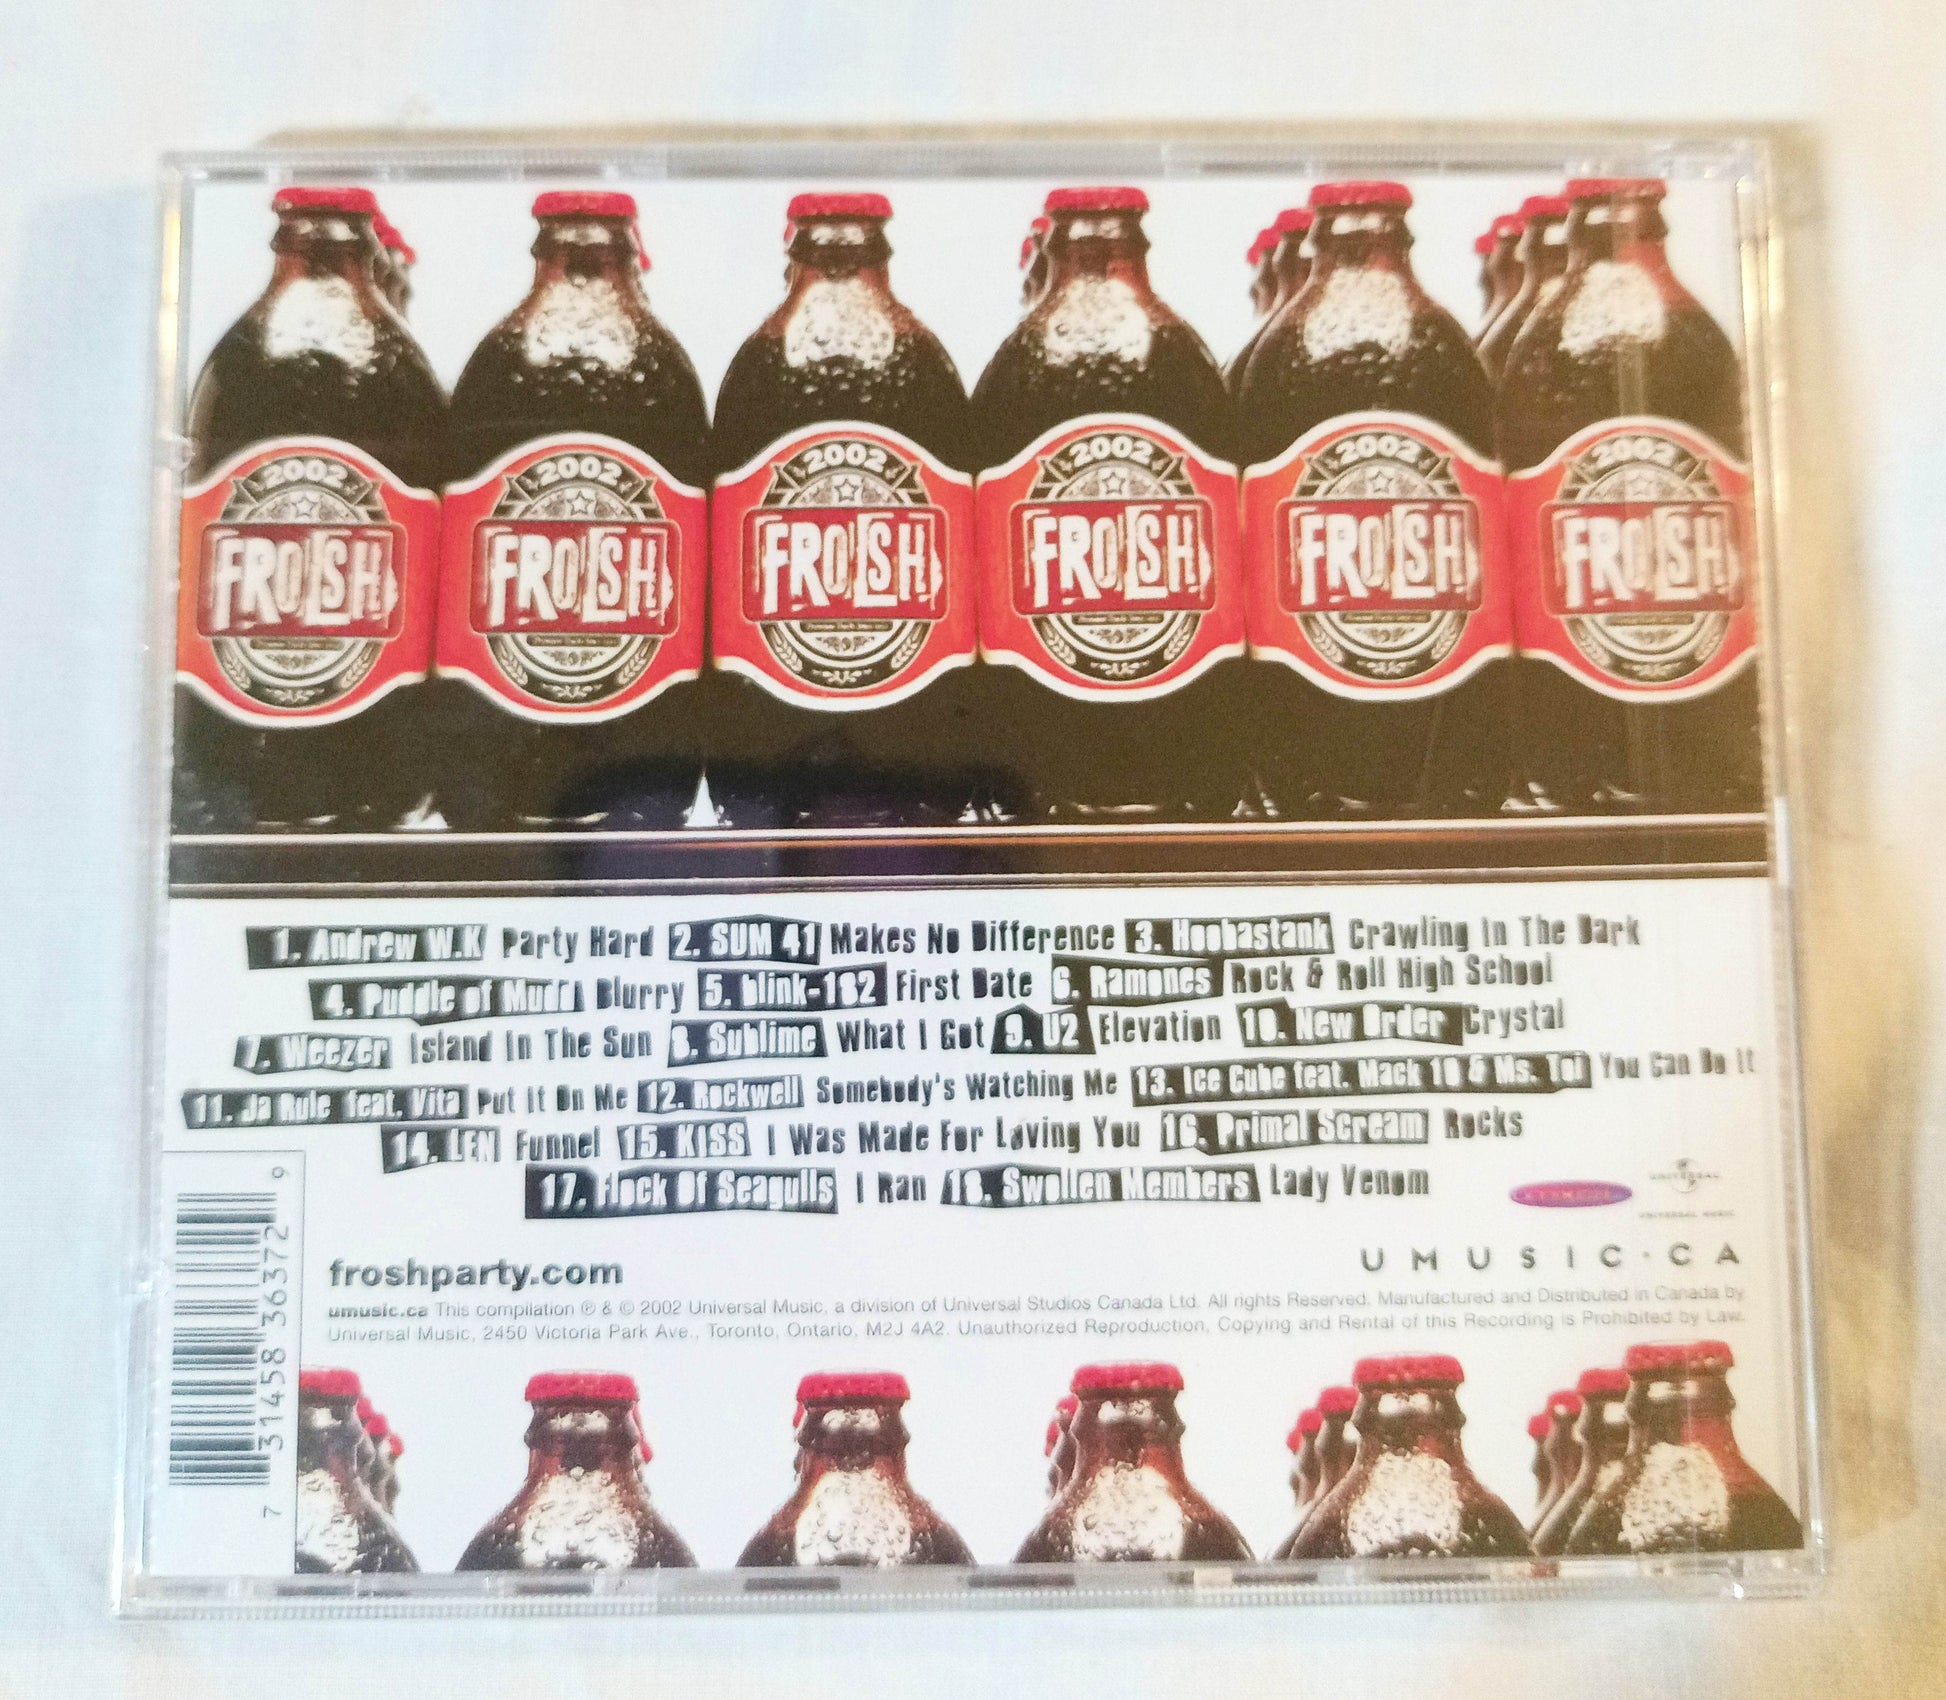 2002 2002 2002 2002 2002 2002
FROSH FROSH FROSH FROSH FROSH FROSH
1. Andrew W.K Party Hard 2. SUM 41 Makes No Difference 3. Hoobastank Crawling In The Dark
4. Puddle of Mudd Blurry 5. blink-182 First Date 6. Ramones Rock & Roll High School
7. Weezer Island In The Sun 8. Sublime What I Got 9. U2 Elevation 10. New Order Crystal
11. Ja Rule feat. Vita Put It On Me 12. Rockwell Somebody's Watching Me 13. Ice Cube feat. Mack 10 & Ms. Toi You Can Do It
14. LEN Funnel 15. KISS I Was Made For Loving You 16. Primal Scream Rocks
17. Flock Of Seagulls I Ran 18. Swollen Members Lady Venom
UNIVERSAL
UNIVERSAL MUSIC
froshparty.com
UMUSIC.CA
umusic.ca This compilation ℗ & © 2002 Universal Music, a division of Universal Studios Canada Ltd. All rights Reserved. Manufactured and Distributed in Canada by
Universal Music, 2450 Victoria Park Ave., Toronto, Ontario, M2J 4A2. Unauthorized Reproduction, Copying and Rental of this Recording is Prohibited by Law.
7 31458 36372 9